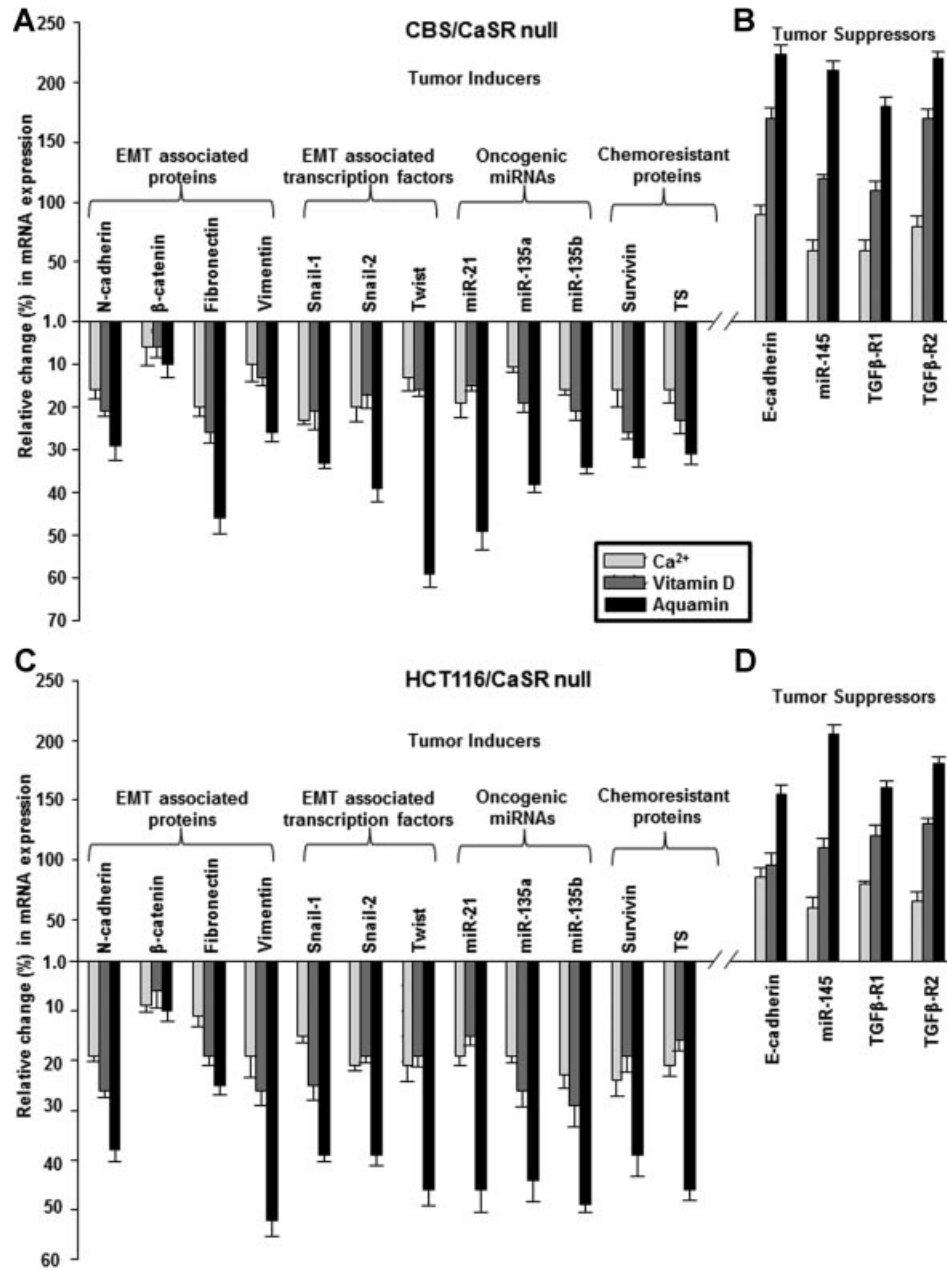 A
B
CBS/CaSR null
Tumor Suppressors
Tumor Inducers
EMT associated
proteins
EMT associated
transcription factors
Oncogenic
miRNAs
Chemoresistant
proteins
Relative change (%) in mRNA expression
250
200
150
100
50
1.0
10
20
30
40
50
60
70
N-cadherin
β-catenin
Fibronectin
Vimentin
Snail-1
Snail-2
Twist
miR-21
miR-135a
miR-135b
Survivin
TS
E-cadherin
miR-145
TGFβ-R1
TGFβ-R2
Ca²⁺
Vitamin D
Aquamin
C
D
HCT116/CaSR null
Tumor Suppressors
Tumor Inducers
EMT associated
proteins
EMT associated
transcription factors
Oncogenic
miRNAs
Chemoresistant
proteins
Relative change (%) in mRNA expression
250
200
150
100
50
1.0
10
20
30
40
50
60
N-cadherin
β-catenin
Fibronectin
Vimentin
Snail-1
Snail-2
Twist
miR-21
miR-135a
miR-135b
Survivin
TS
E-cadherin
miR-145
TGFβ-R1
TGFβ-R2